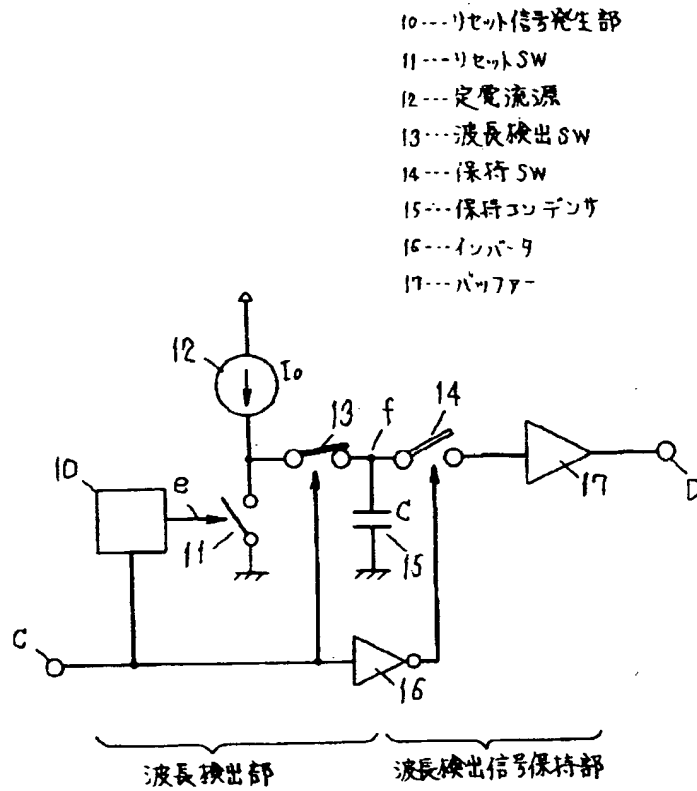 10---リセット信号発生部
11---リセットSW
12---定電流源
13---波長検出SW
14---保持SW
15---保持コンデンサ
16---インバータ
17---バッファー
12
Io
13
f
14
10
e
11
C
15
17
D
C
16
波長検出部
波長検出信号保持部